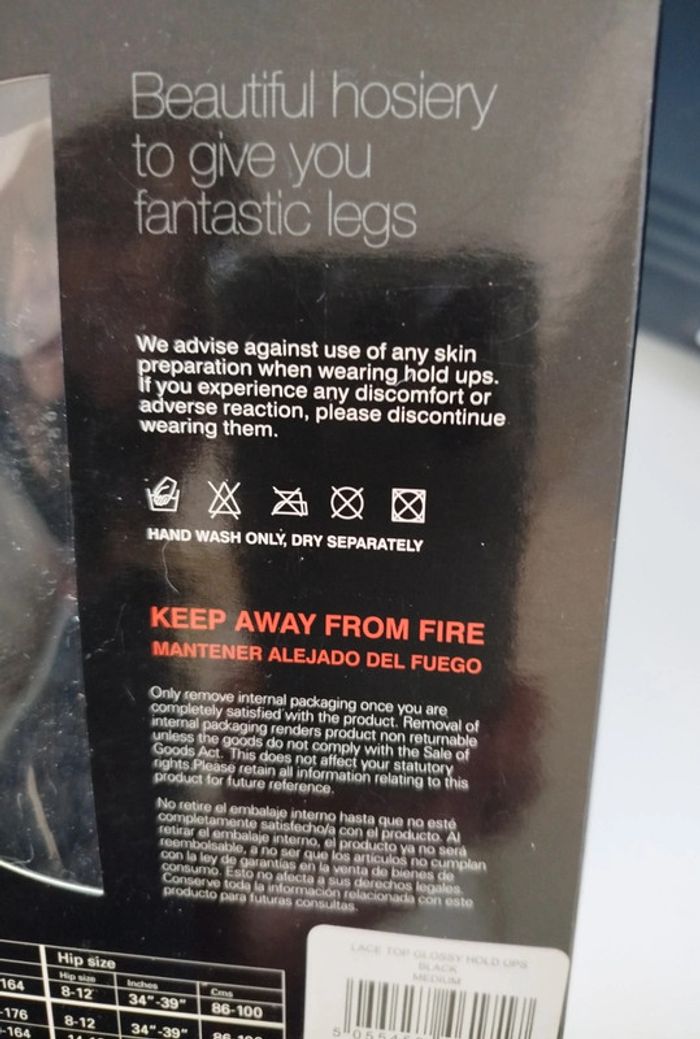 Beautiful hosiery
to give you
fantastic legs
We advise against use of any skin
preparation when wearing hold ups.
If you experience any discomfort or
adverse reaction, please discontinue
wearing them.
HAND WASH ONLY, DRY SEPARATELY
KEEP AWAY FROM FIRE
MANTENER ALEJADO DEL FUEGO
Only remove internal packaging once you are
completely satisfied with the product. Removal of
internal packaging renders product non returnable
unless the goods do not comply with the Sale of
Goods Act. This does not affect your statutory
rights.Please retain all information relating to this
product for future reference.
No retire el embalaje interno hasta que no esté
completamente satisfecho/a con el producto. Al
retirar el embalaje interno, el producto ya no será
reembolsable, a no ser que los artículos no cumplan
con la ley de garantías en la venta de bienes de
consumo. Esto no afecta a sus derechos legales.
Conserve toda la información relacionada con este
producto para futuras consultas.
LACE TOP GLOSSY HOLD UPS
BLACK
MEDIUM
Hip size
Hip size Inches Cms
164 8-12 34"-39" 86-100
-176 8-12 34"-39"
-164